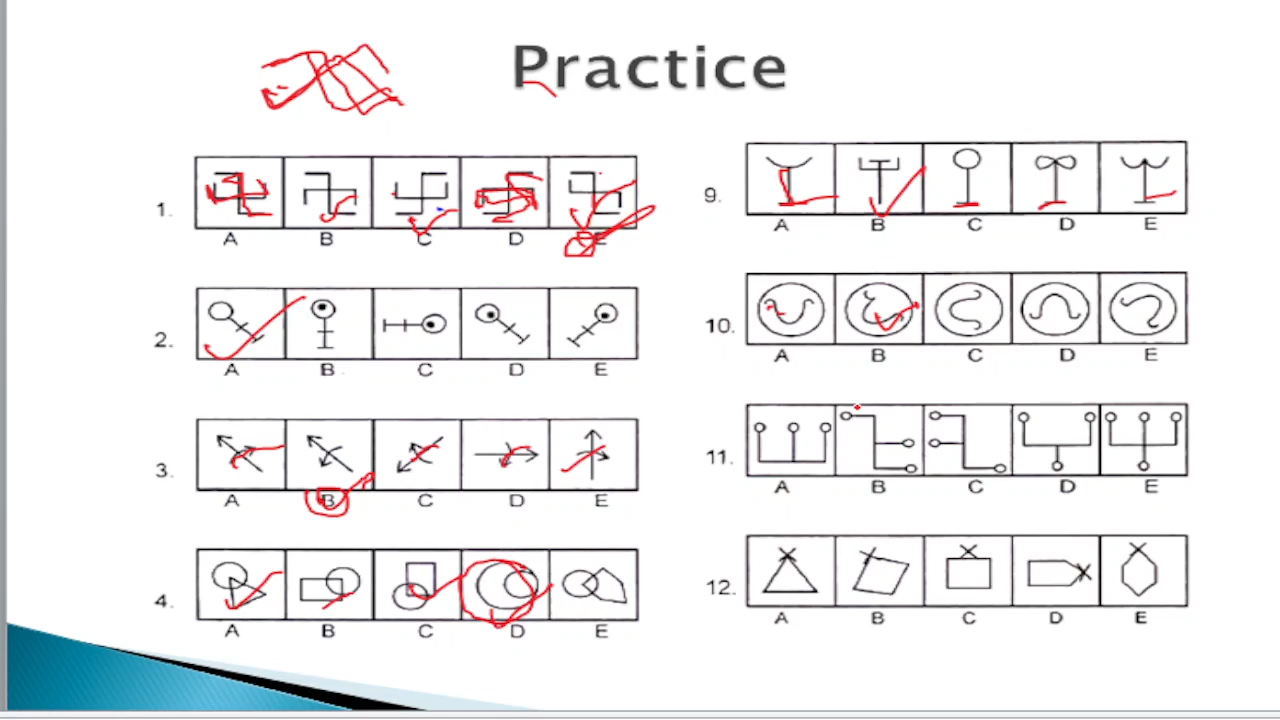 Practice
1.
A B C D E
2.
A B C D E
3.
A B C D E
4.
A B C D E
9.
A B C D E
10.
A B C D E
11.
A B C D E
12.
A B C D E